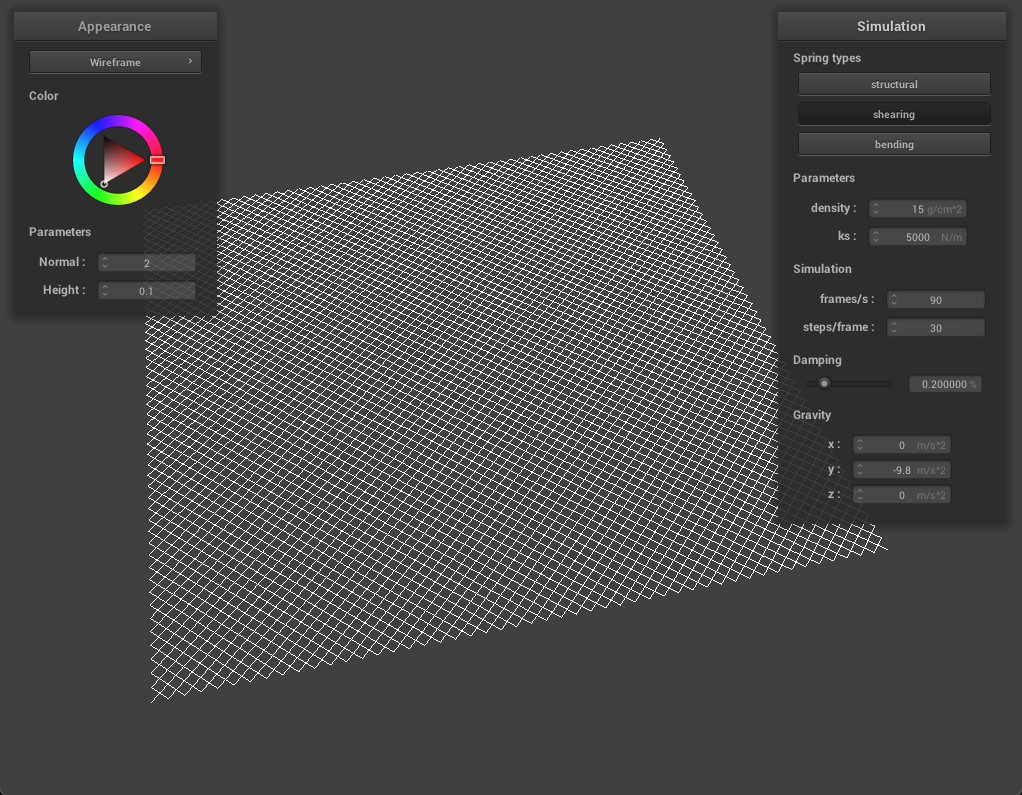 Appearance
Wireframe
Color
Parameters
Normal : 2
Height : 0.1
Simulation
Spring types
structural
shearing
bending
Parameters
density : 15 g/cm^2
ks : 5000 N/m
Simulation
frames/s : 90
steps/frame : 30
Damping
0.200000 %
Gravity
x : 0 m/s^2
y : -9.8 m/s^2
z : 0 m/s^2